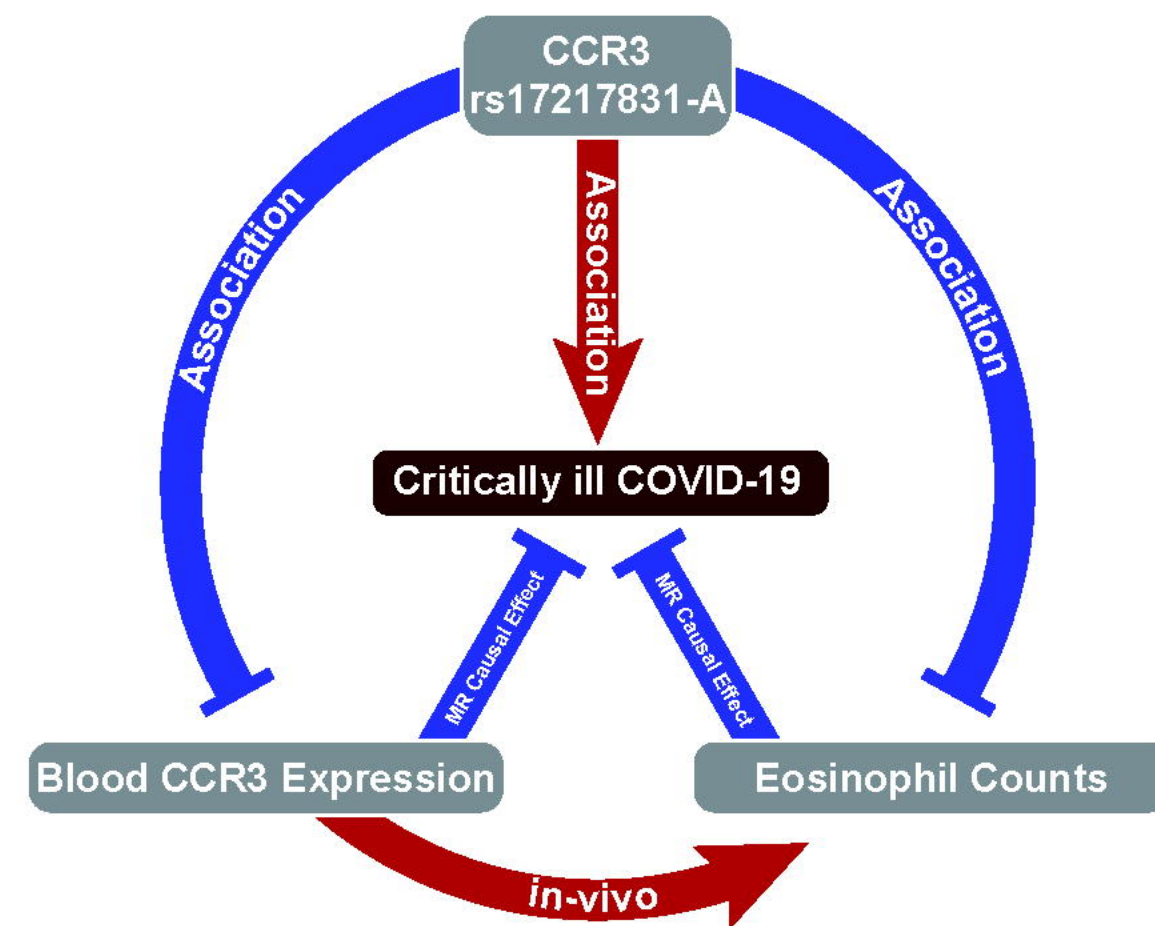 CCR3
rs17217831-A
Association
Association
Association
Critically ill COVID-19
MR Causal Effect
MR Causal Effect
Blood CCR3 Expression
Eosinophil Counts
in-vivo